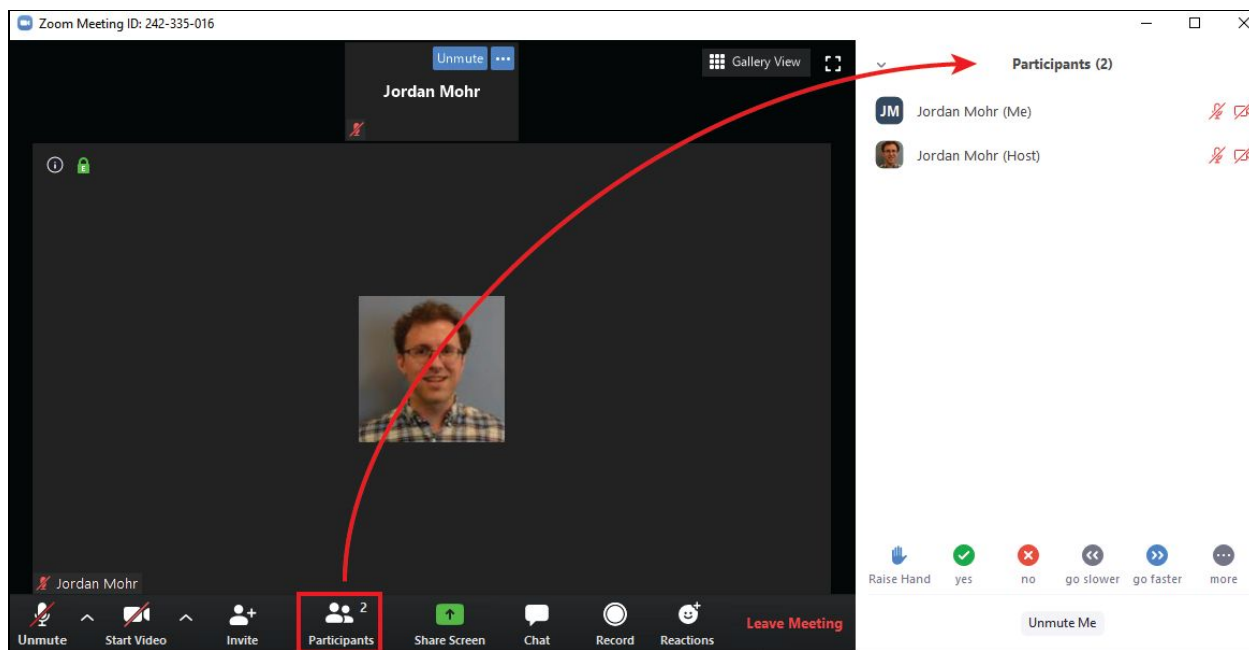 Zoom Meeting ID: 242-335-016
Unmute ...
Jordan Mohr
Gallery View
Participants (2)
JM Jordan Mohr (Me)
Jordan Mohr (Host)
E
Jordan Mohr
Raise Hand yes no go slower go faster more
2
Unmute Start Video Invite Participants Share Screen Chat Record Reactions Leave Meeting
Unmute Me